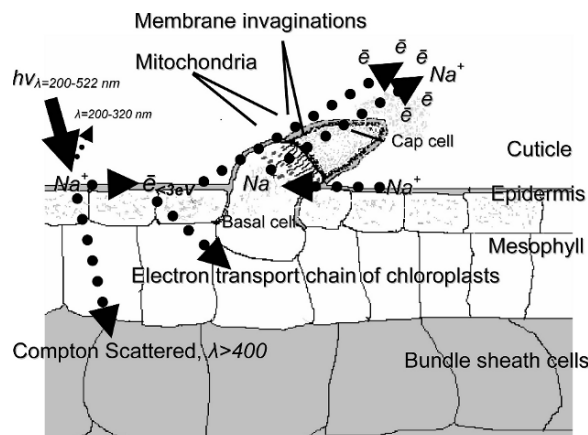 Membrane invaginations
Mitochondria
hνλ=200-522 nm
λ=200-320 nm
ē
ē
ē
ē
Na⁺
ē
ē
Cap cell
Cuticle
Na⁺
ē<3eV
Na
Na⁺
Epidermis
Basal cell
Mesophyll
Electron transport chain of chloroplasts
Compton Scattered, λ>400
Bundle sheath cells